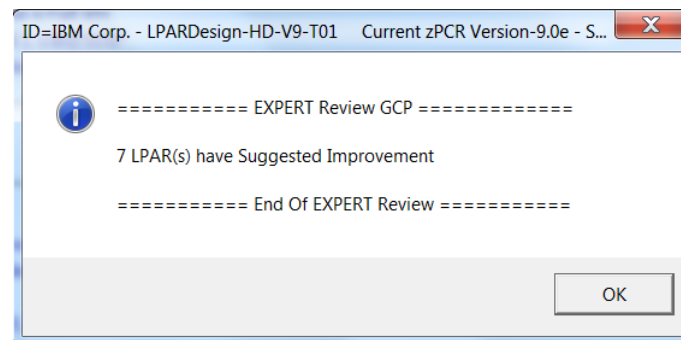 ID=IBM Corp. - LPARDesign-HD-V9-T01 Current zPCR Version-9.0e - S...
=========== EXPERT Review GCP =============
7 LPAR(s) have Suggested Improvement
=========== End Of EXPERT Review ===========
OK